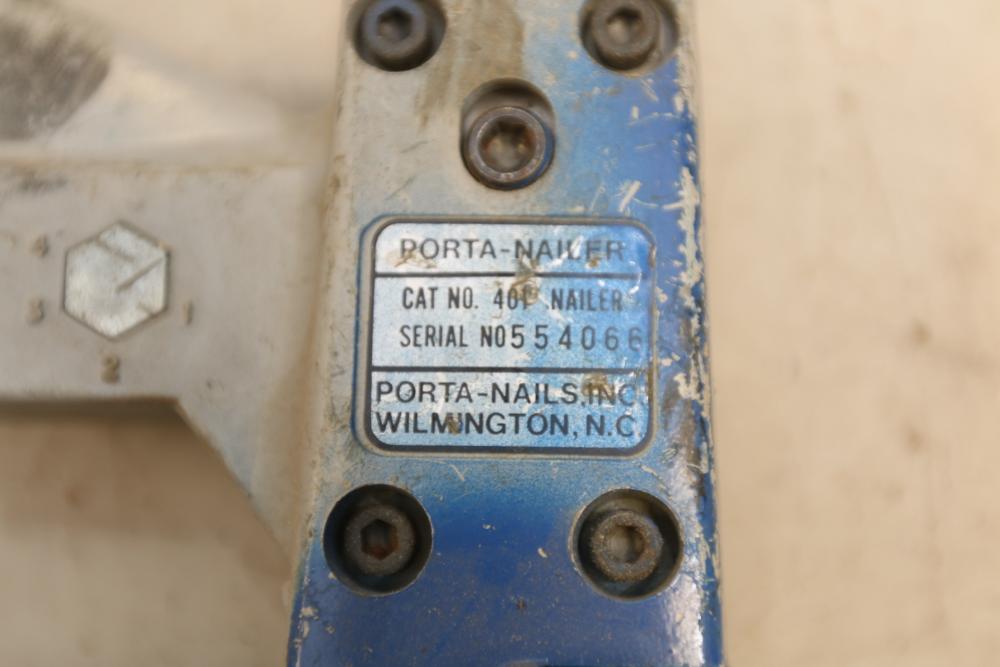 PORTA-NAILER
CAT NO. 401 NAILER
SERIAL NO 554066
PORTA-NAILS, INC
WILMINGTON, N.C
4
3 1
2